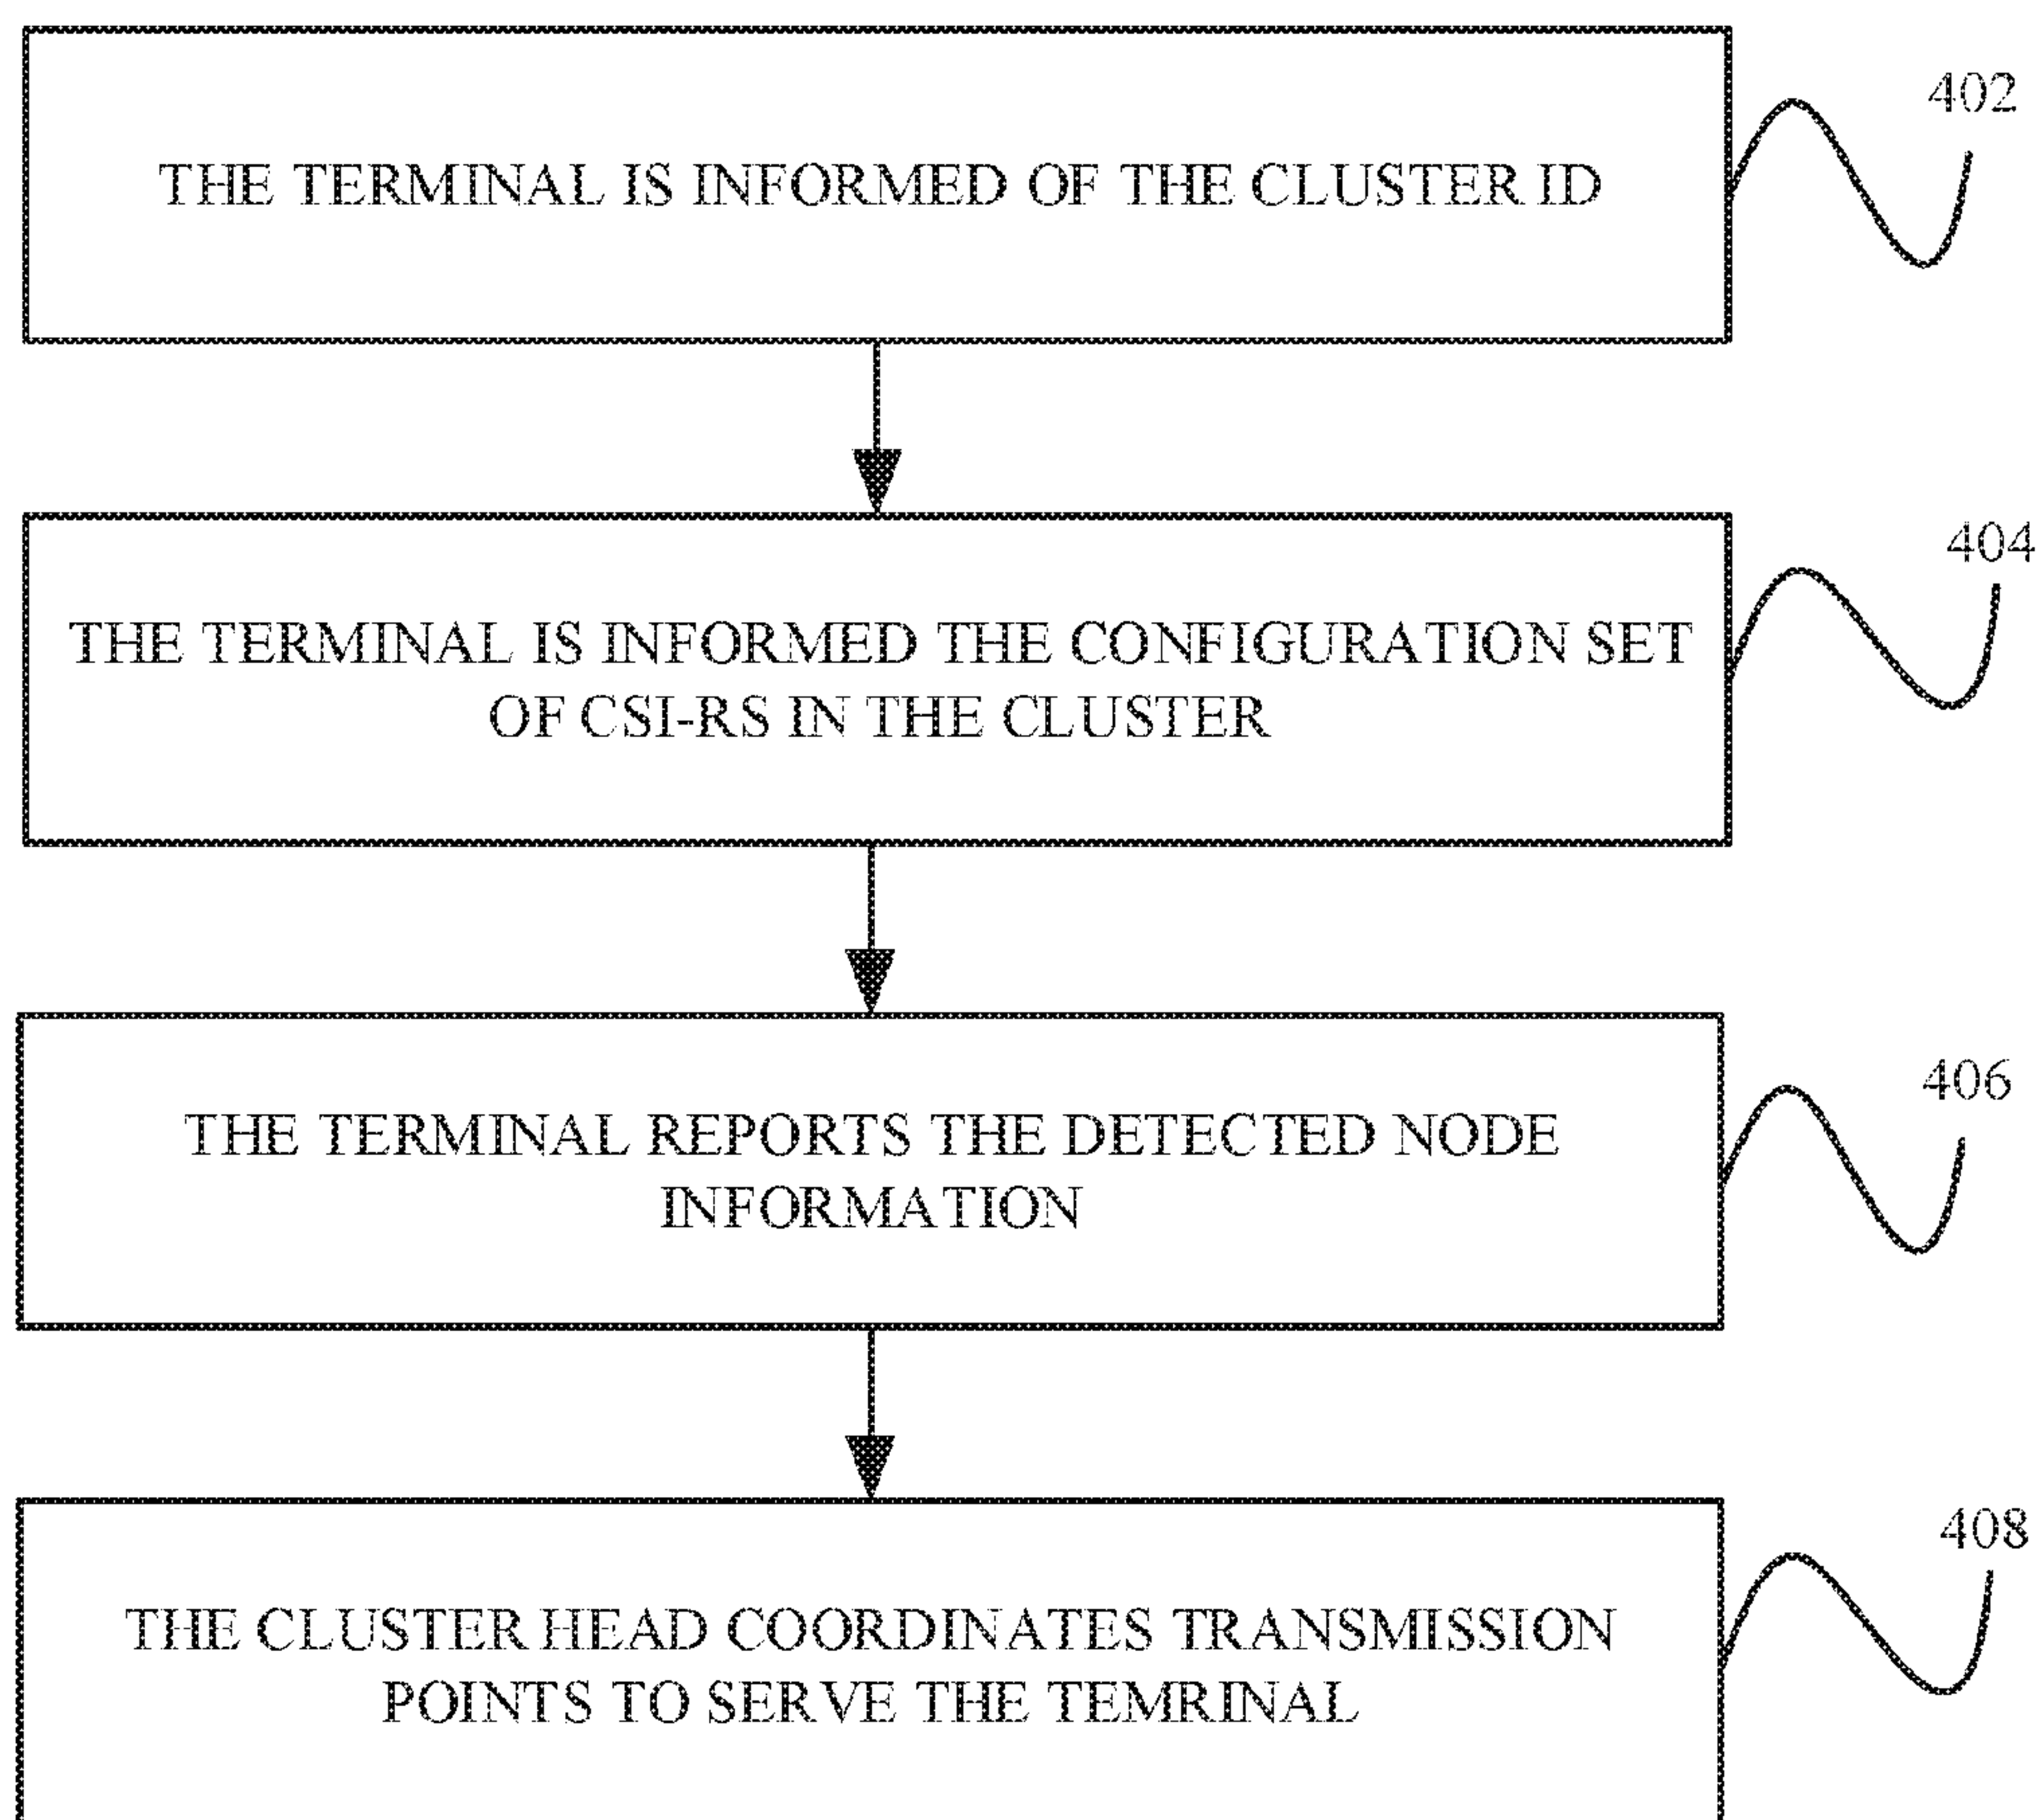 402
THE TERMINAL IS INFORMED OF THE CLUSTER ID
404
THE TERMINAL IS INFORMED THE CONFIGURATION SET
OF CSI-RS IN THE CLUSTER
406
THE TERMINAL REPORTS THE DETECTED NODE
INFORMATION
408
THE CLUSTER HEAD COORDINATES TRANSMISSION
POINTS TO SERVE THE TEMRINAL